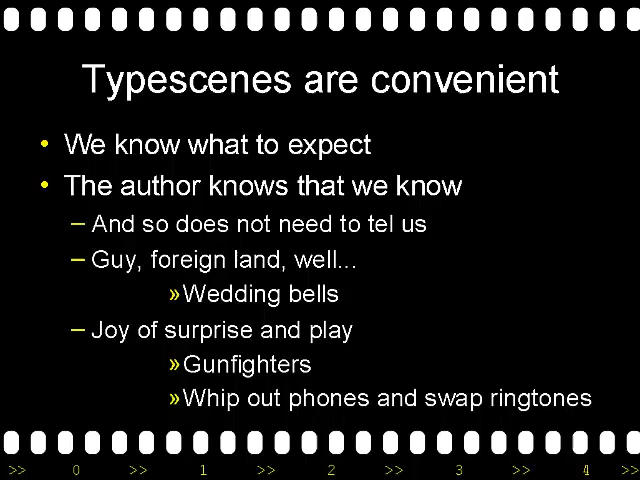 Typescenes are convenient
• We know what to expect
• The author knows that we know
– And so does not need to tel us
– Guy, foreign land, well...
»Wedding bells
– Joy of surprise and play
»Gunfighters
»Whip out phones and swap ringtones
>> 0 >> 1 >> 2 >> 3 >> 4 >>